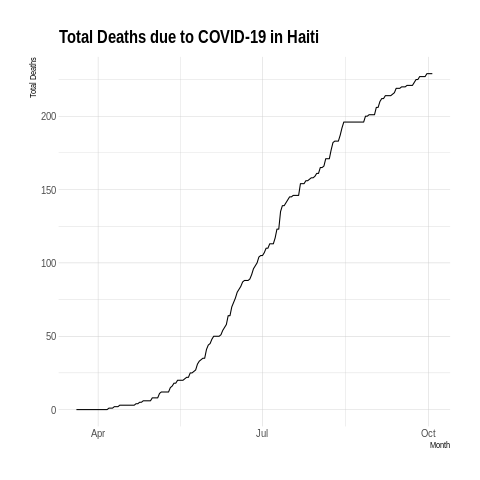 Total Deaths due to COVID-19 in Haiti
Total Deaths
200
150
100
50
0
Apr
Jul
Oct
Month